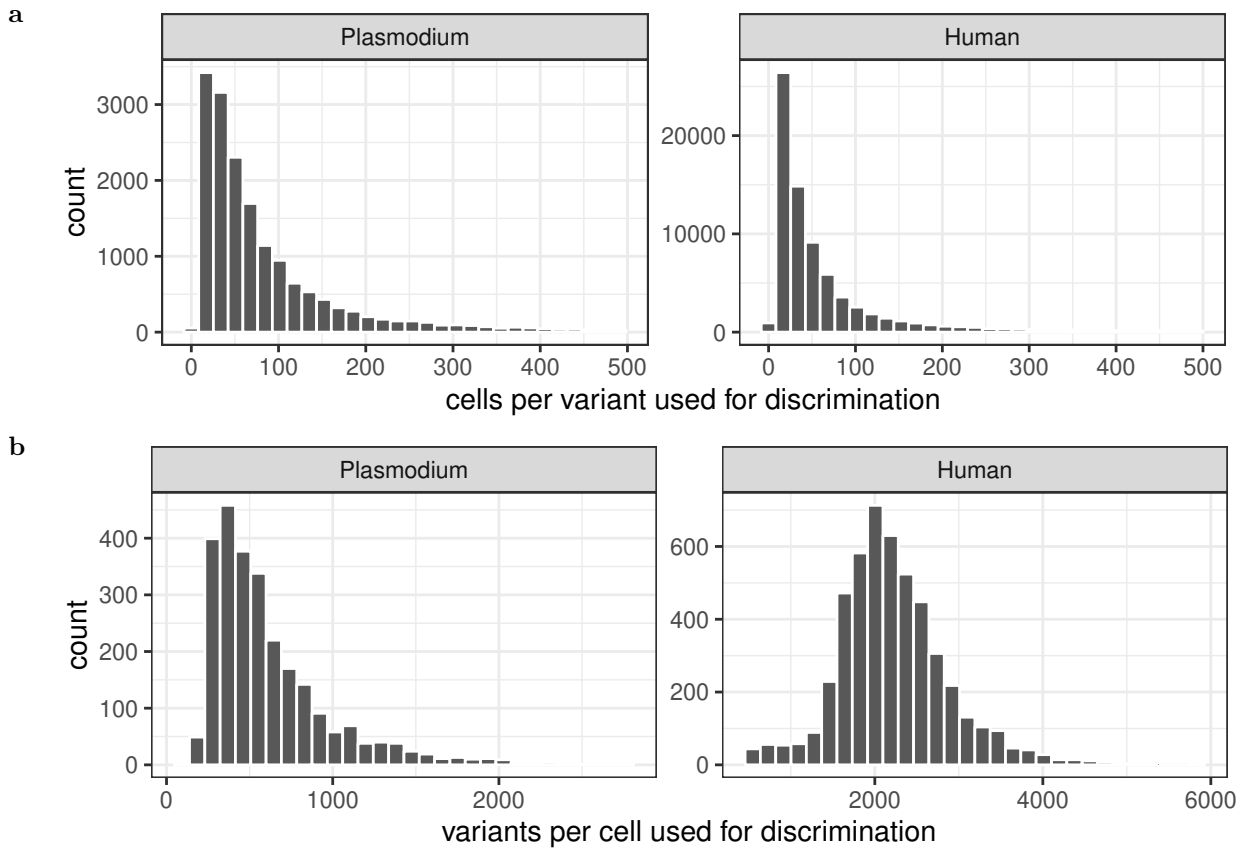 a
Plasmodium Human
count
3000
2000
1000
0
20000
10000
0
0 100 200 300 400 500 0 100 200 300 400 500
cells per variant used for discrimination
b
Plasmodium Human
count
400
300
200
100
0
600
400
200
0
0 1000 2000 2000 4000 6000
variants per cell used for discrimination